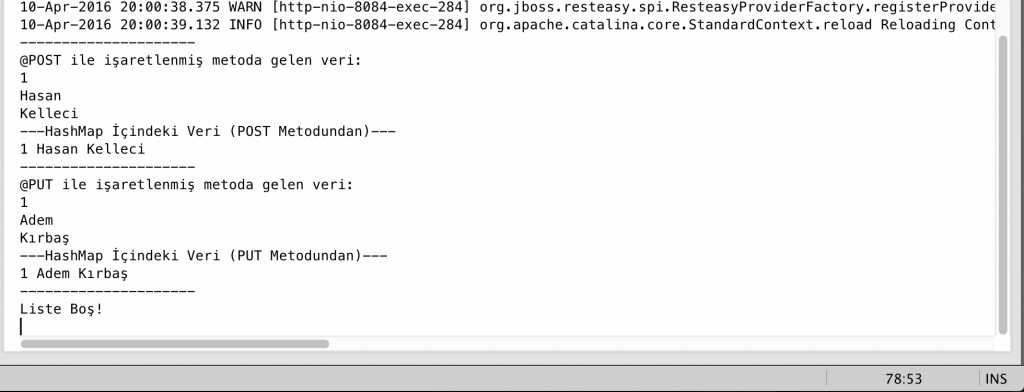 10-Apr-2016 20:00:38.375 WARN [http-nio-8084-exec-284] org.jboss.resteasy.spi.ResteasyProviderFactory.registerProvide
10-Apr-2016 20:00:39.132 INFO [http-nio-8084-exec-284] org.apache.catalina.core.StandardContext.reload Reloading Cont
---------------------
@POST ile işaretlenmiş metoda gelen veri:
1
Hasan
Kelleci
---HashMap İçindeki Veri (POST Metodundan)---
1 Hasan Kelleci
---------------------
@PUT ile işaretlenmiş metoda gelen veri:
1
Adem
Kırbaş
---HashMap İçindeki Veri (PUT Metodundan)---
1 Adem Kırbaş
---------------------
Liste Boş!
78:53 INS